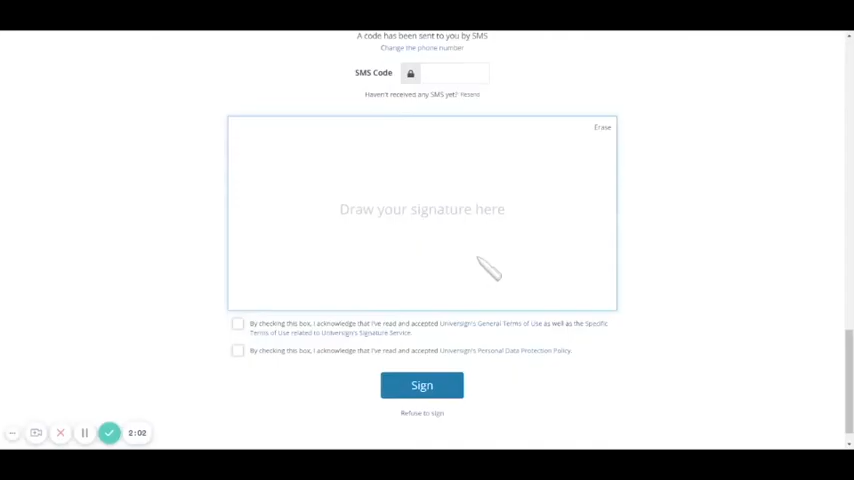 A code has been sent to you by SMS
Change the phone number
SMS Code
Haven't received any SMS yet? Resend
Erase
Draw your signature here
By checking this box, I acknowledge that I've read and accepted Universign's General Terms of Use as well as the Specific
Terms of Use related to Universign's Signature Service.
By checking this box, I acknowledge that I've read and accepted Universign's Personal Data Protection Policy.
Sign
Refuse to sign
2:02